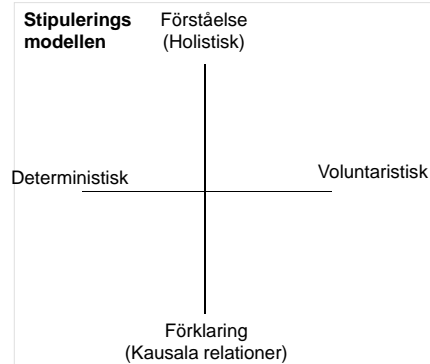 Stipulerings
modellen
Förståelse
(Holistisk)
Deterministisk
Voluntaristisk
Förklaring
(Kausala relationer)